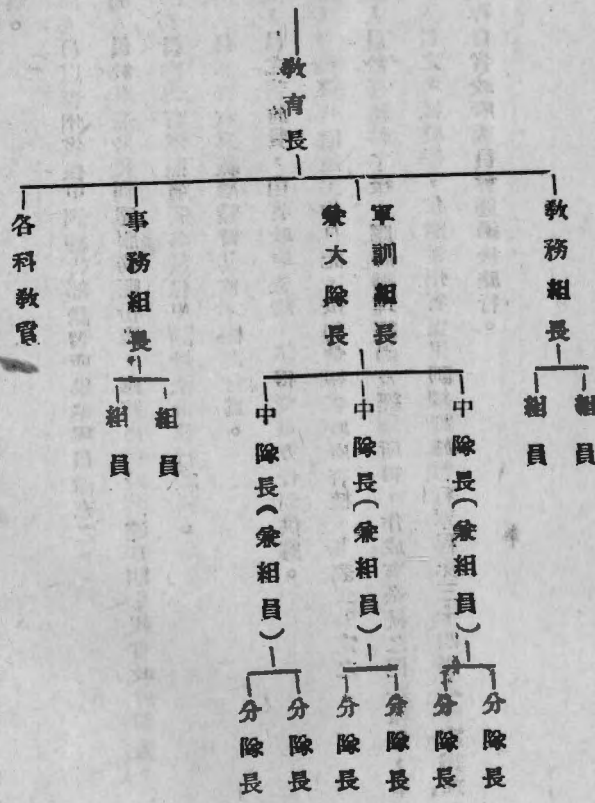 教育長
教務組長
組員
組員
軍訓組長
兼大隊長
中隊長（兼組員）
分隊長
分隊長
中隊長（兼組員）
分隊長
分隊長
中隊長（兼組員）
分隊長
分隊長
事務組長
組員
組員
各科教官